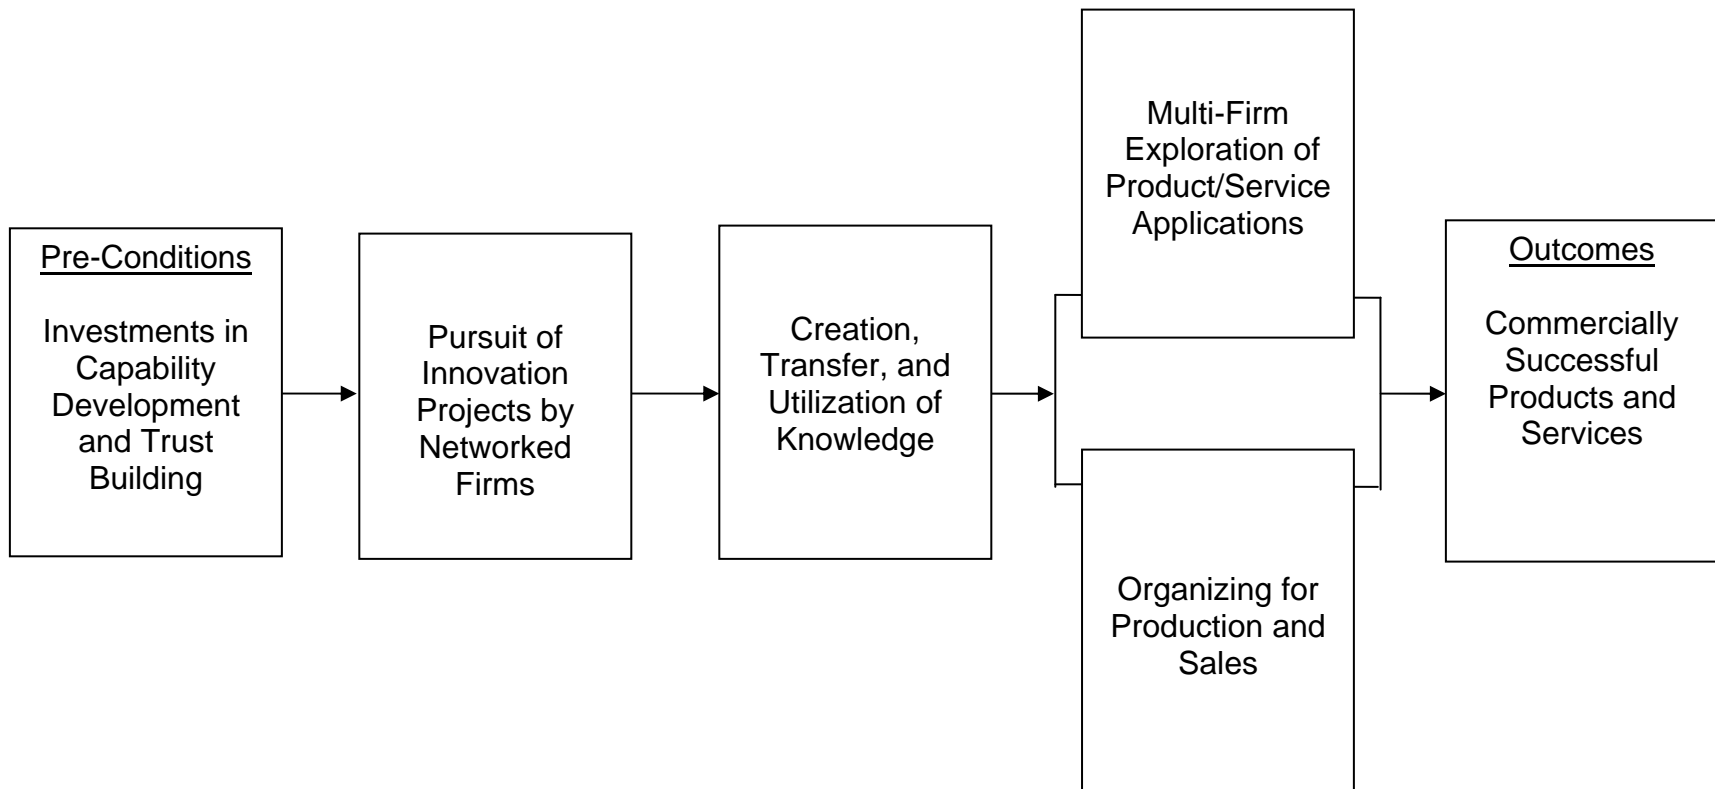 Pre-Conditions
Investments in
Capability
Development
and Trust
Building
Pursuit of
Innovation
Projects by
Networked
Firms
Creation,
Transfer, and
Utilization of
Knowledge
Multi-Firm
Exploration of
Product/Service
Applications
Organizing for
Production and
Sales
Outcomes
Commercially
Successful
Products and
Services